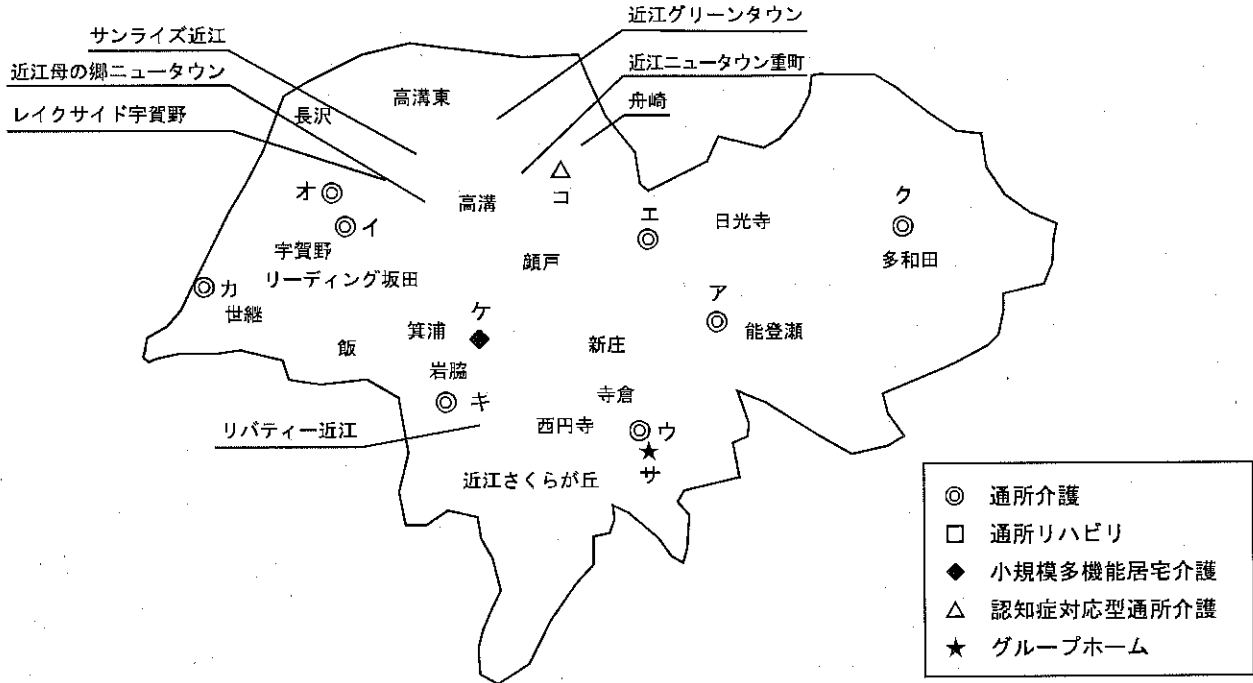 近江グリーンタウン
サンライズ近江
近江ニュータウン重町
近江母の郷ニュータウン
高溝東
舟崎
長沢
レイクサイド宇賀野
オ
コ
高溝
ク
エ
日光寺
イ
宇賀野
顔戸
多和田
リーディング坂田
カ
ア
世継
ケ
箕浦
能登瀬
飯
新庄
岩脇
寺倉
キ
西円寺
ウ
リバティー近江
サ
近江さくらが丘
◎ 通所介護
□ 通所リハビリ
◆ 小規模多機能居宅介護
△ 認知症対応型通所介護
★ グループホーム